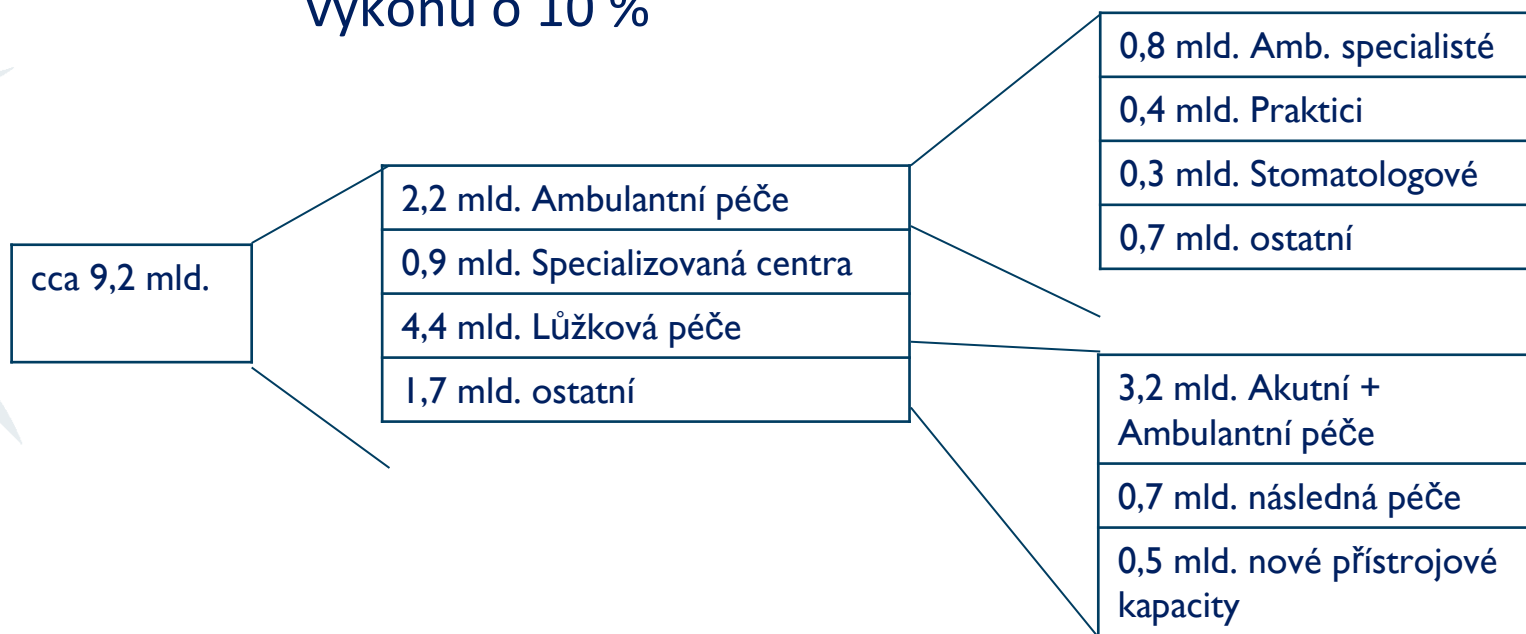 výkonů o 10 %
cca 9,2 mld.
2,2 mld. Ambulantní péče
0,9 mld. Specializovaná centra
4,4 mld. Lůžková péče
1,7 mld. ostatní
0,8 mld. Amb. specialisté
0,4 mld. Praktici
0,3 mld. Stomatologové
0,7 mld. ostatní
3,2 mld. Akutní +
Ambulantní péče
0,7 mld. následná péče
0,5 mld. nové přístrojové
kapacity